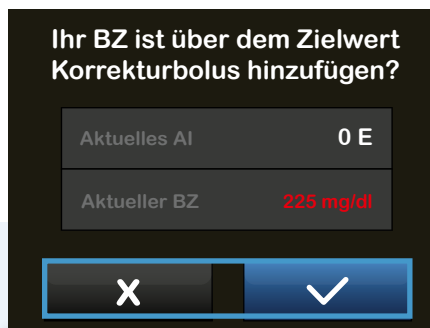 Ihr BZ ist über dem Zielwert
Korrekturbolus hinzufügen?
Aktuelles AI 0 E
Aktueller BZ 225 mg/dl
X